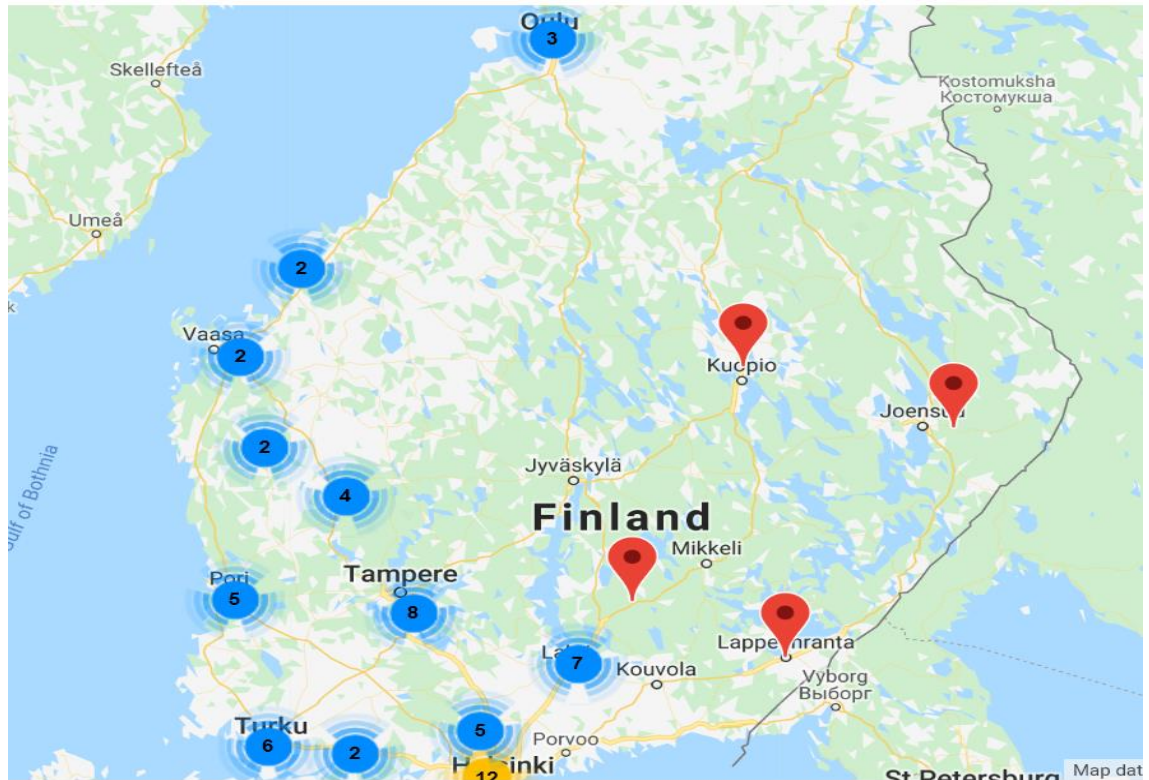 Oulu
3
Skellefteå
Kostomuksha
Костомукша
Umeå
k
2
Vaasa
2
Kuopio
Joensuu
2
Jyväskylä
4
Gulf of Bothnia
Finland
Mikkeli
Tampere
Pori
5
8
Lappeenranta
7
Kouvola
Vyborg
Выборг
Turku
6
2
5
Porvoo
Helsinki
12
St Petersburg
Map dat